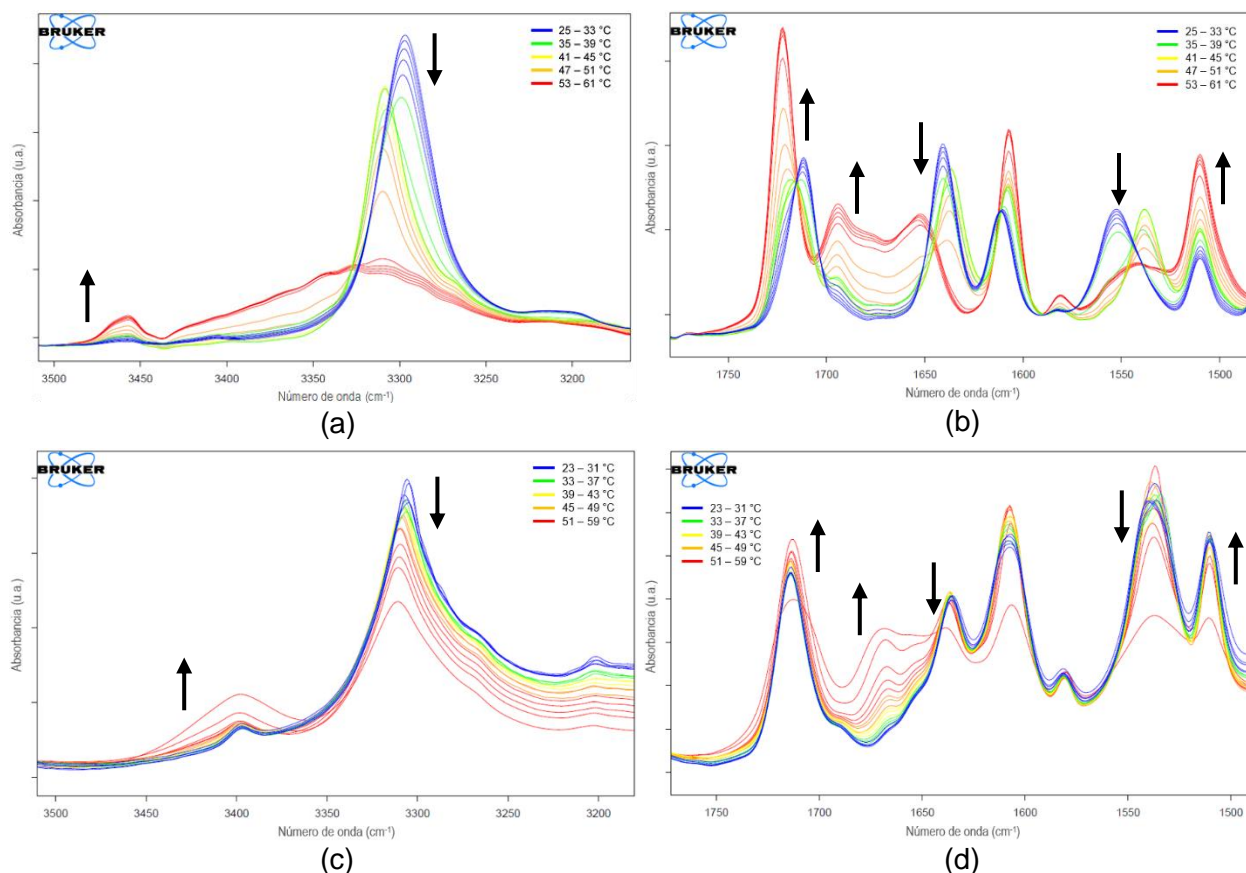 BRUKER
25 – 33 °C
35 – 39 °C
41 – 45 °C
47 – 51 °C
53 – 61 °C
Absorbancia (u.a.)
3500 3450 3400 3350 3300 3250 3200
Número de onda (cm⁻¹)
(a)
BRUKER
25 – 33 °C
35 – 39 °C
41 – 45 °C
47 – 51 °C
53 – 61 °C
Absorbancia (u.a.)
1750 1700 1650 1600 1550 1500
Número de onda (cm⁻¹)
(b)
BRUKER
23 – 31 °C
33 – 37 °C
39 – 43 °C
45 – 49 °C
51 – 59 °C
Absorbancia (u.a.)
3500 3450 3400 3350 3300 3250 3200
Número de onda (cm⁻¹)
(c)
BRUKER
23 – 31 °C
33 – 37 °C
39 – 43 °C
45 – 49 °C
51 – 59 °C
Absorbancia (u.a.)
1750 1700 1650 1600 1550 1500
Número de onda (cm⁻¹)
(d)